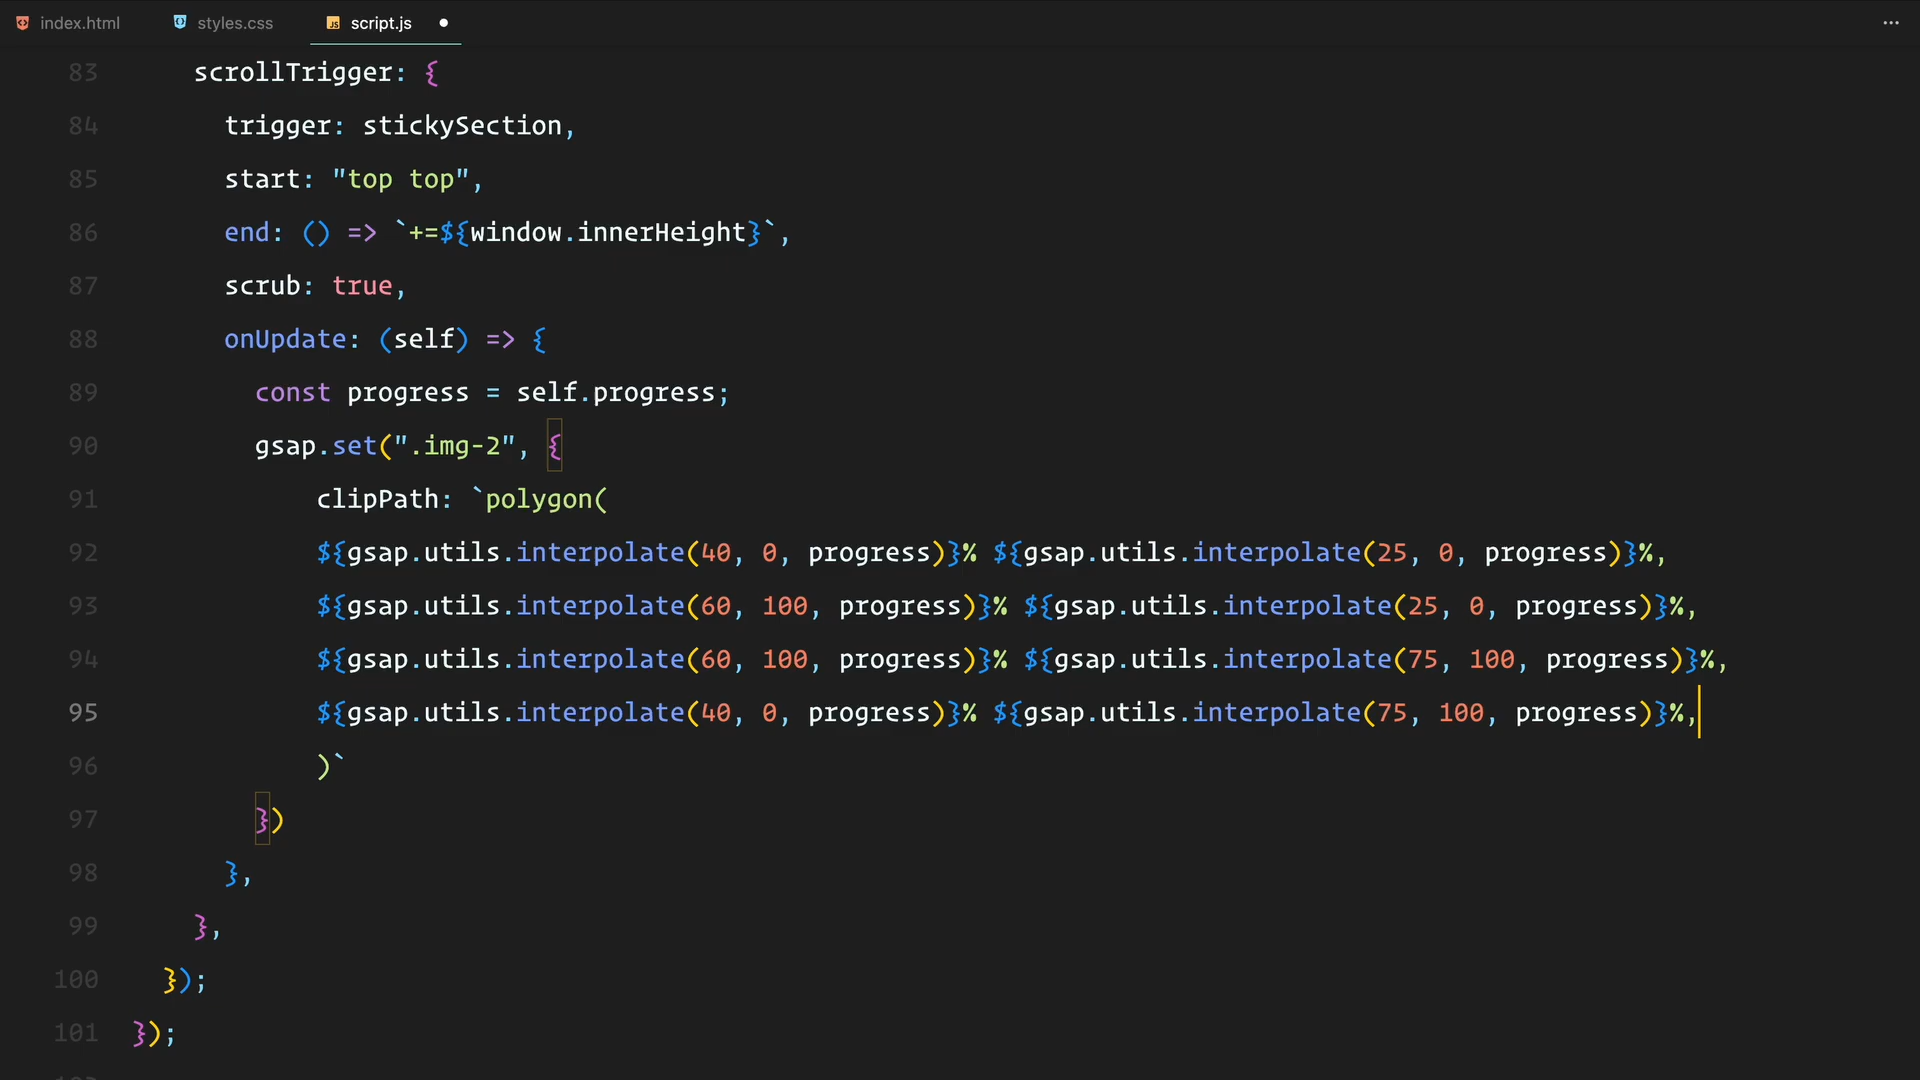 index.html styles.css JS script.js
83 scrollTrigger: {
84 trigger: stickySection,
85 start: "top top",
86 end: () => `+=${window.innerHeight}`,
87 scrub: true,
88 onUpdate: (self) => {
89 const progress = self.progress;
90 gsap.set(".img-2", {
91 clipPath: `polygon(
92 ${gsap.utils.interpolate(40, 0, progress)}% ${gsap.utils.interpolate(25, 0, progress)}%,
93 ${gsap.utils.interpolate(60, 100, progress)}% ${gsap.utils.interpolate(25, 0, progress)}%,
94 ${gsap.utils.interpolate(60, 100, progress)}% ${gsap.utils.interpolate(75, 100, progress)}%,
95 ${gsap.utils.interpolate(40, 0, progress)}% ${gsap.utils.interpolate(75, 100, progress)}%,
96 )`
97 })
98 },
99 },
100 });
101 });